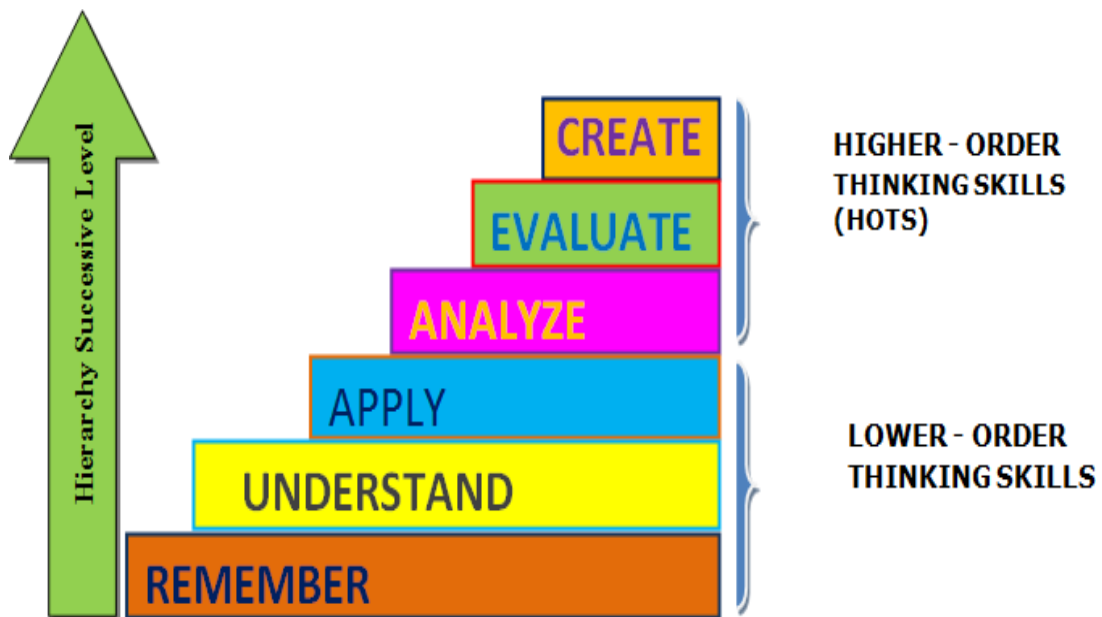 Hierarchy Successive Level
CREATE
EVALUATE
ANALYZE
APPLY
UNDERSTAND
REMEMBER
HIGHER - ORDER
THINKING SKILLS
(HOTS)
LOWER - ORDER
THINKING SKILLS